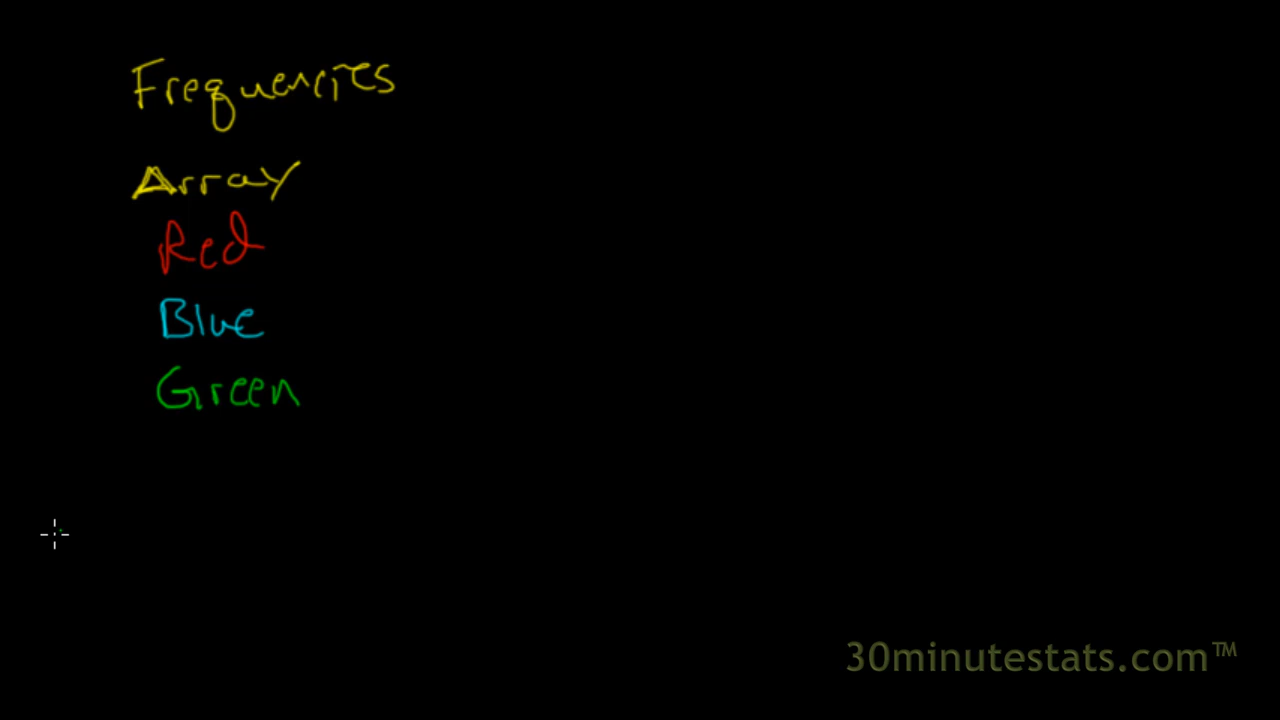 Frequencies
Array
Red
Blue
Green
30minutestats.com™